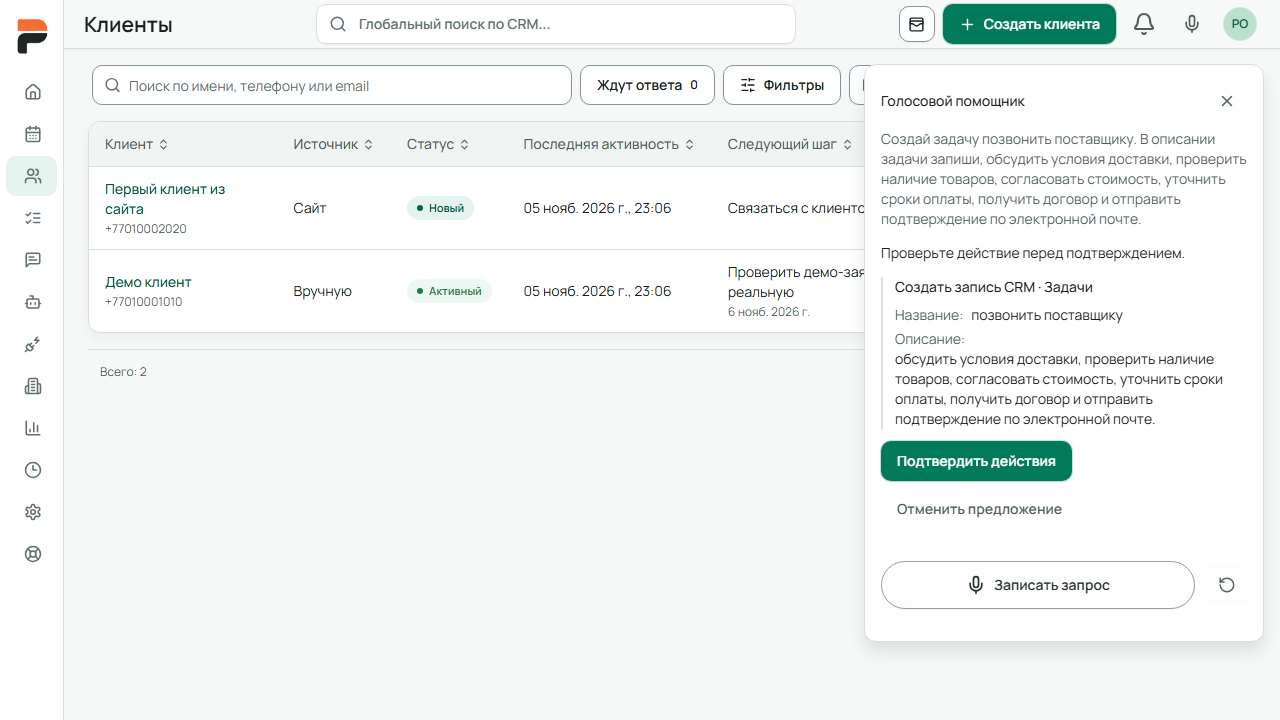 Клиенты
Глобальный поиск по CRM...
Создать клиента
РО
Поиск по имени, телефону или email
Ждут ответа 0
Фильтры
Клиент
Источник
Статус
Последняя активность
Следующий шаг
Первый клиент из
сайта
+77010002020
Сайт
Новый
05 нояб. 2026 г., 23:06
Связаться с клиенто
Демо клиент
+77010001010
Вручную
Активный
05 нояб. 2026 г., 23:06
Проверить демо-зая
реальную
6 нояб. 2026 г.
Всего: 2
Голосовой помощник
Создай задачу позвонить поставщику. В описании
задачи запиши, обсудить условия доставки, проверить
наличие товаров, согласовать стоимость, уточнить
сроки оплаты, получить договор и отправить
подтверждение по электронной почте.
Проверьте действие перед подтверждением.
Создать запись CRM · Задачи
Название: позвонить поставщику
Описание:
обсудить условия доставки, проверить наличие
товаров, согласовать стоимость, уточнить сроки
оплаты, получить договор и отправить
подтверждение по электронной почте.
Подтвердить действия
Отменить предложение
Записать запрос